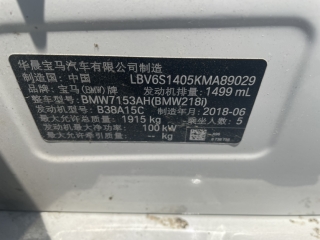 华晨宝马汽车有限公司制造
制造国：中国 LBV6S1405KMA89029
品牌：宝马(BMW)牌 发动机排量：1499 mL
整车型号：BMW7153AH(BMW218i)
发动机型号：B38A15C 制造年月：2018-06
最大允许总质量：1915 kg 乘坐人数：5
发动机最大净功率：100 kW
最大允许牵引质量：- kg